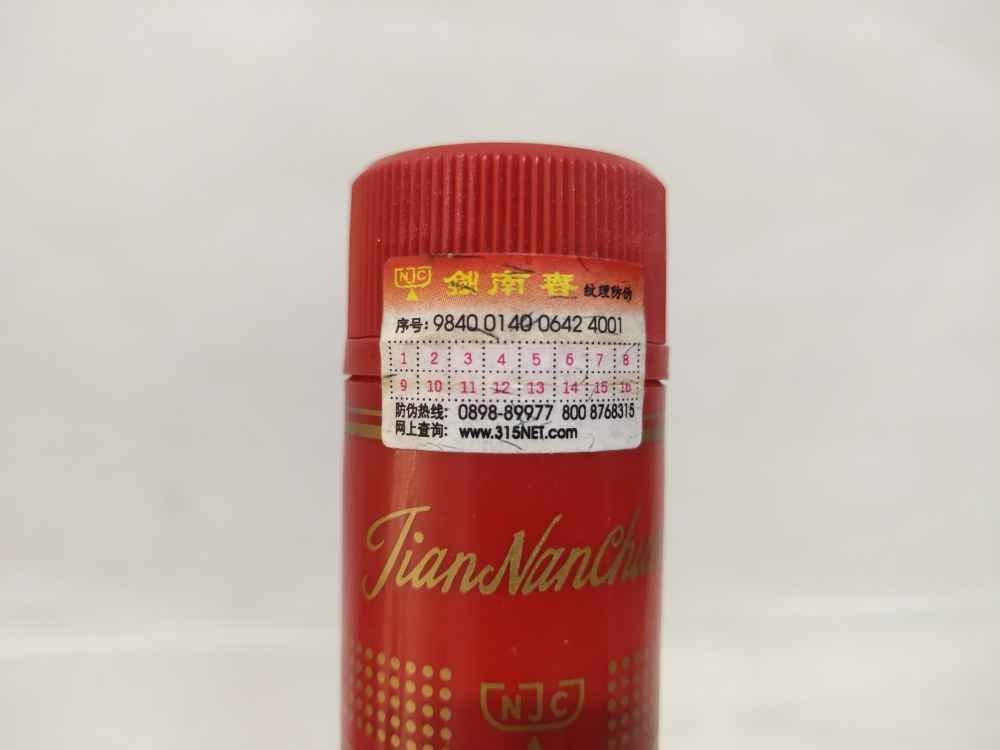 NJC 剑南春 纹理防伪
序号: 9840 0140 0642 4001
1 2 3 4 5 6 7 8
9 10 11 12 13 14 15 16
防伪热线: 0898-89977 800 8768315
网上查询: www.315NET.com
JianNanChu
NJC